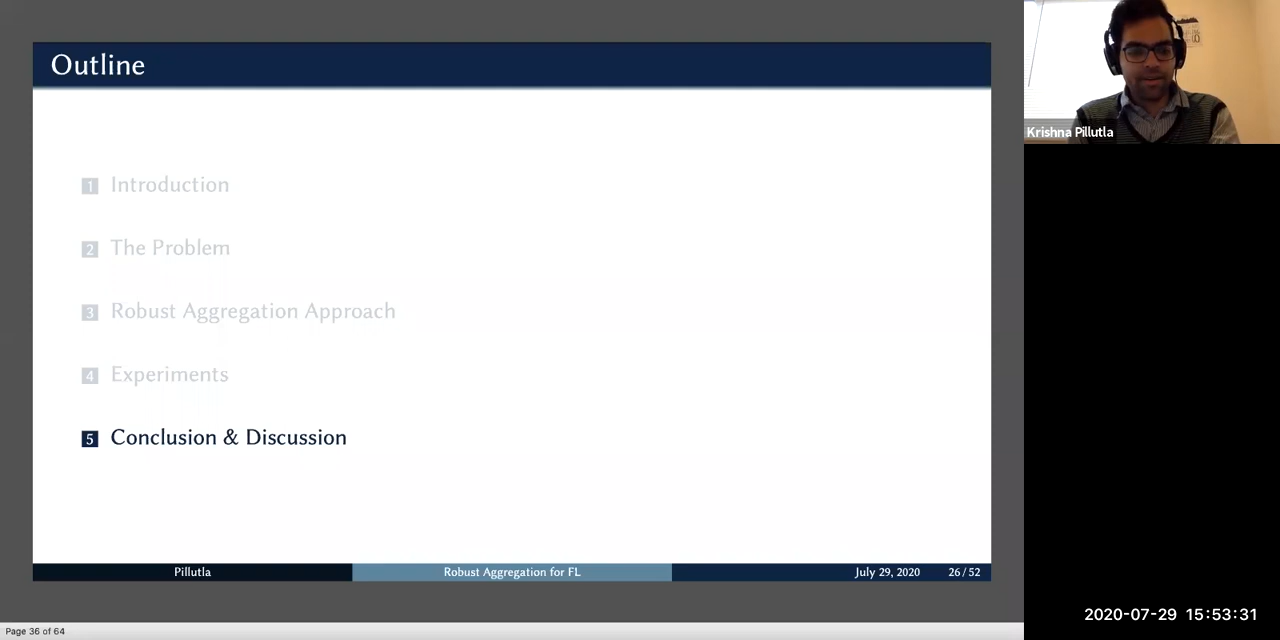 Outline
1 Introduction
2 The Problem
3 Robust Aggregation Approach
4 Experiments
5 Conclusion & Discussion
Pillutla Robust Aggregation for FL July 29, 2020 26 / 52
Page 36 of 64
Krishna Pillutla
2020-07-29 15:53:31